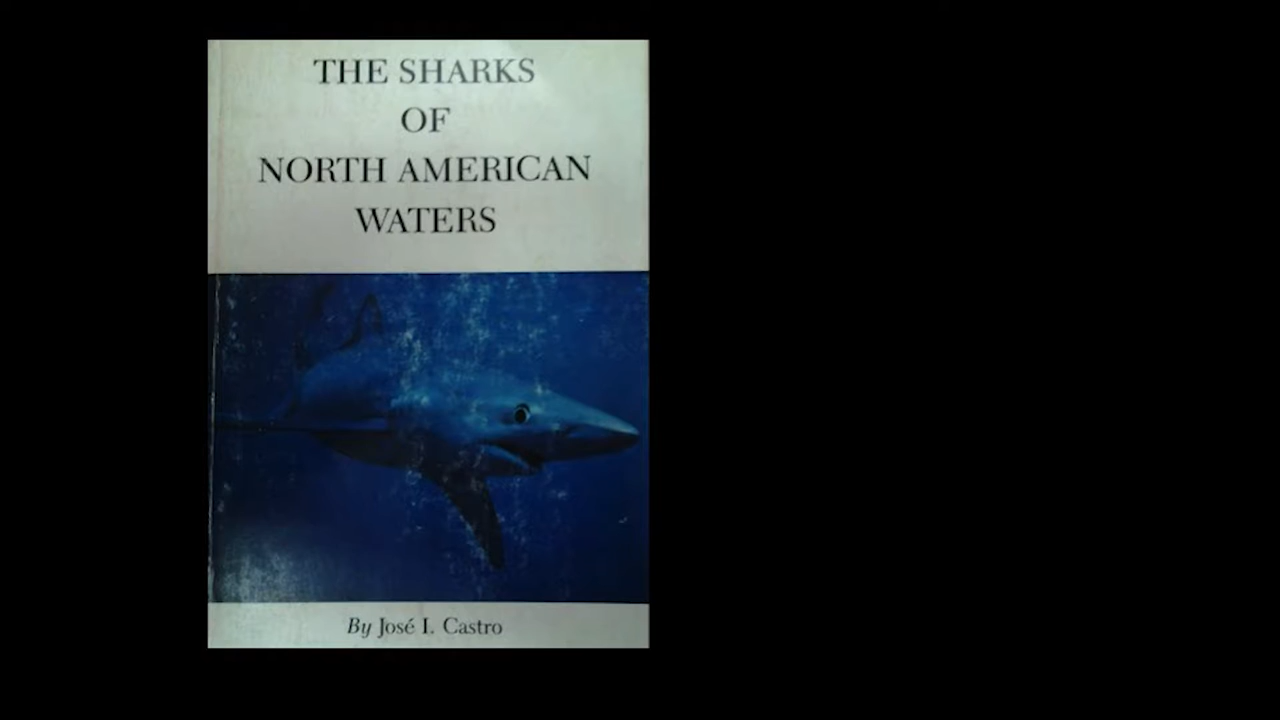 THE SHARKS
OF
NORTH AMERICAN
WATERS
By José I. Castro